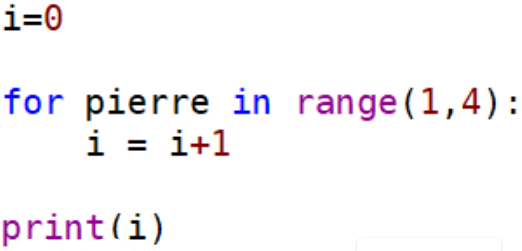 i=0
for pierre in range(1,4):
    i = i+1
print(i)